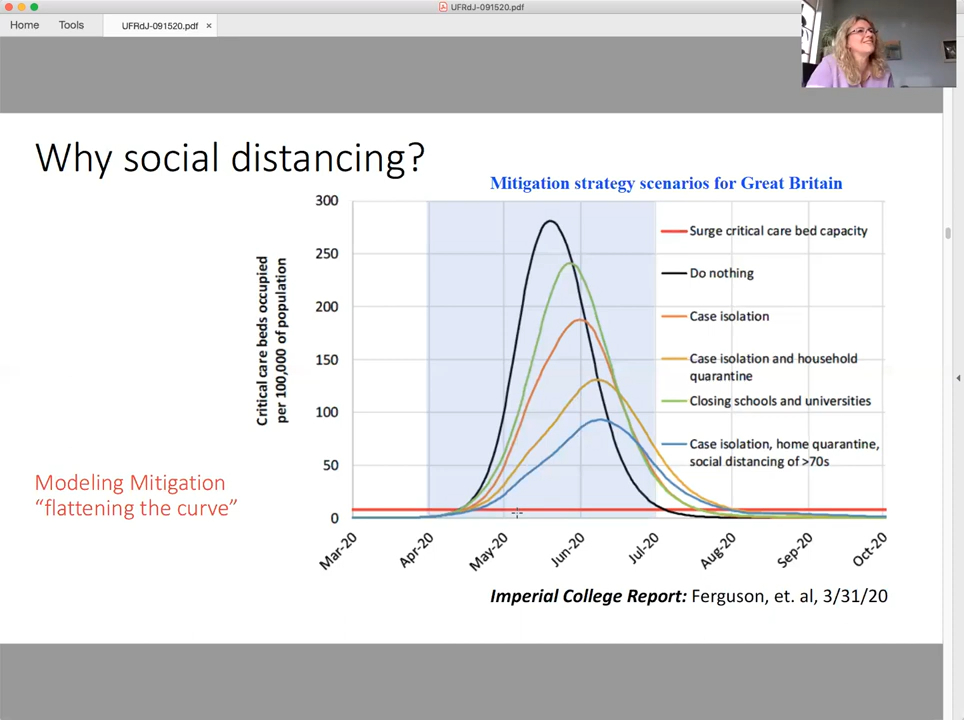 UFRdJ-091520.pdf
Home Tools UFRdJ-091520.pdf ×
Why social distancing?
Mitigation strategy scenarios for Great Britain
Critical care beds occupied
per 100,000 of population
300
250
200
150
100
50
0
Surge critical care bed capacity
Do nothing
Case isolation
Case isolation and household
quarantine
Closing schools and universities
Case isolation, home quarantine,
social distancing of >70s
Modeling Mitigation
“flattening the curve”
Mar-20 Apr-20 May-20 Jun-20 Jul-20 Aug-20 Sep-20 Oct-20
Imperial College Report: Ferguson, et. al, 3/31/20